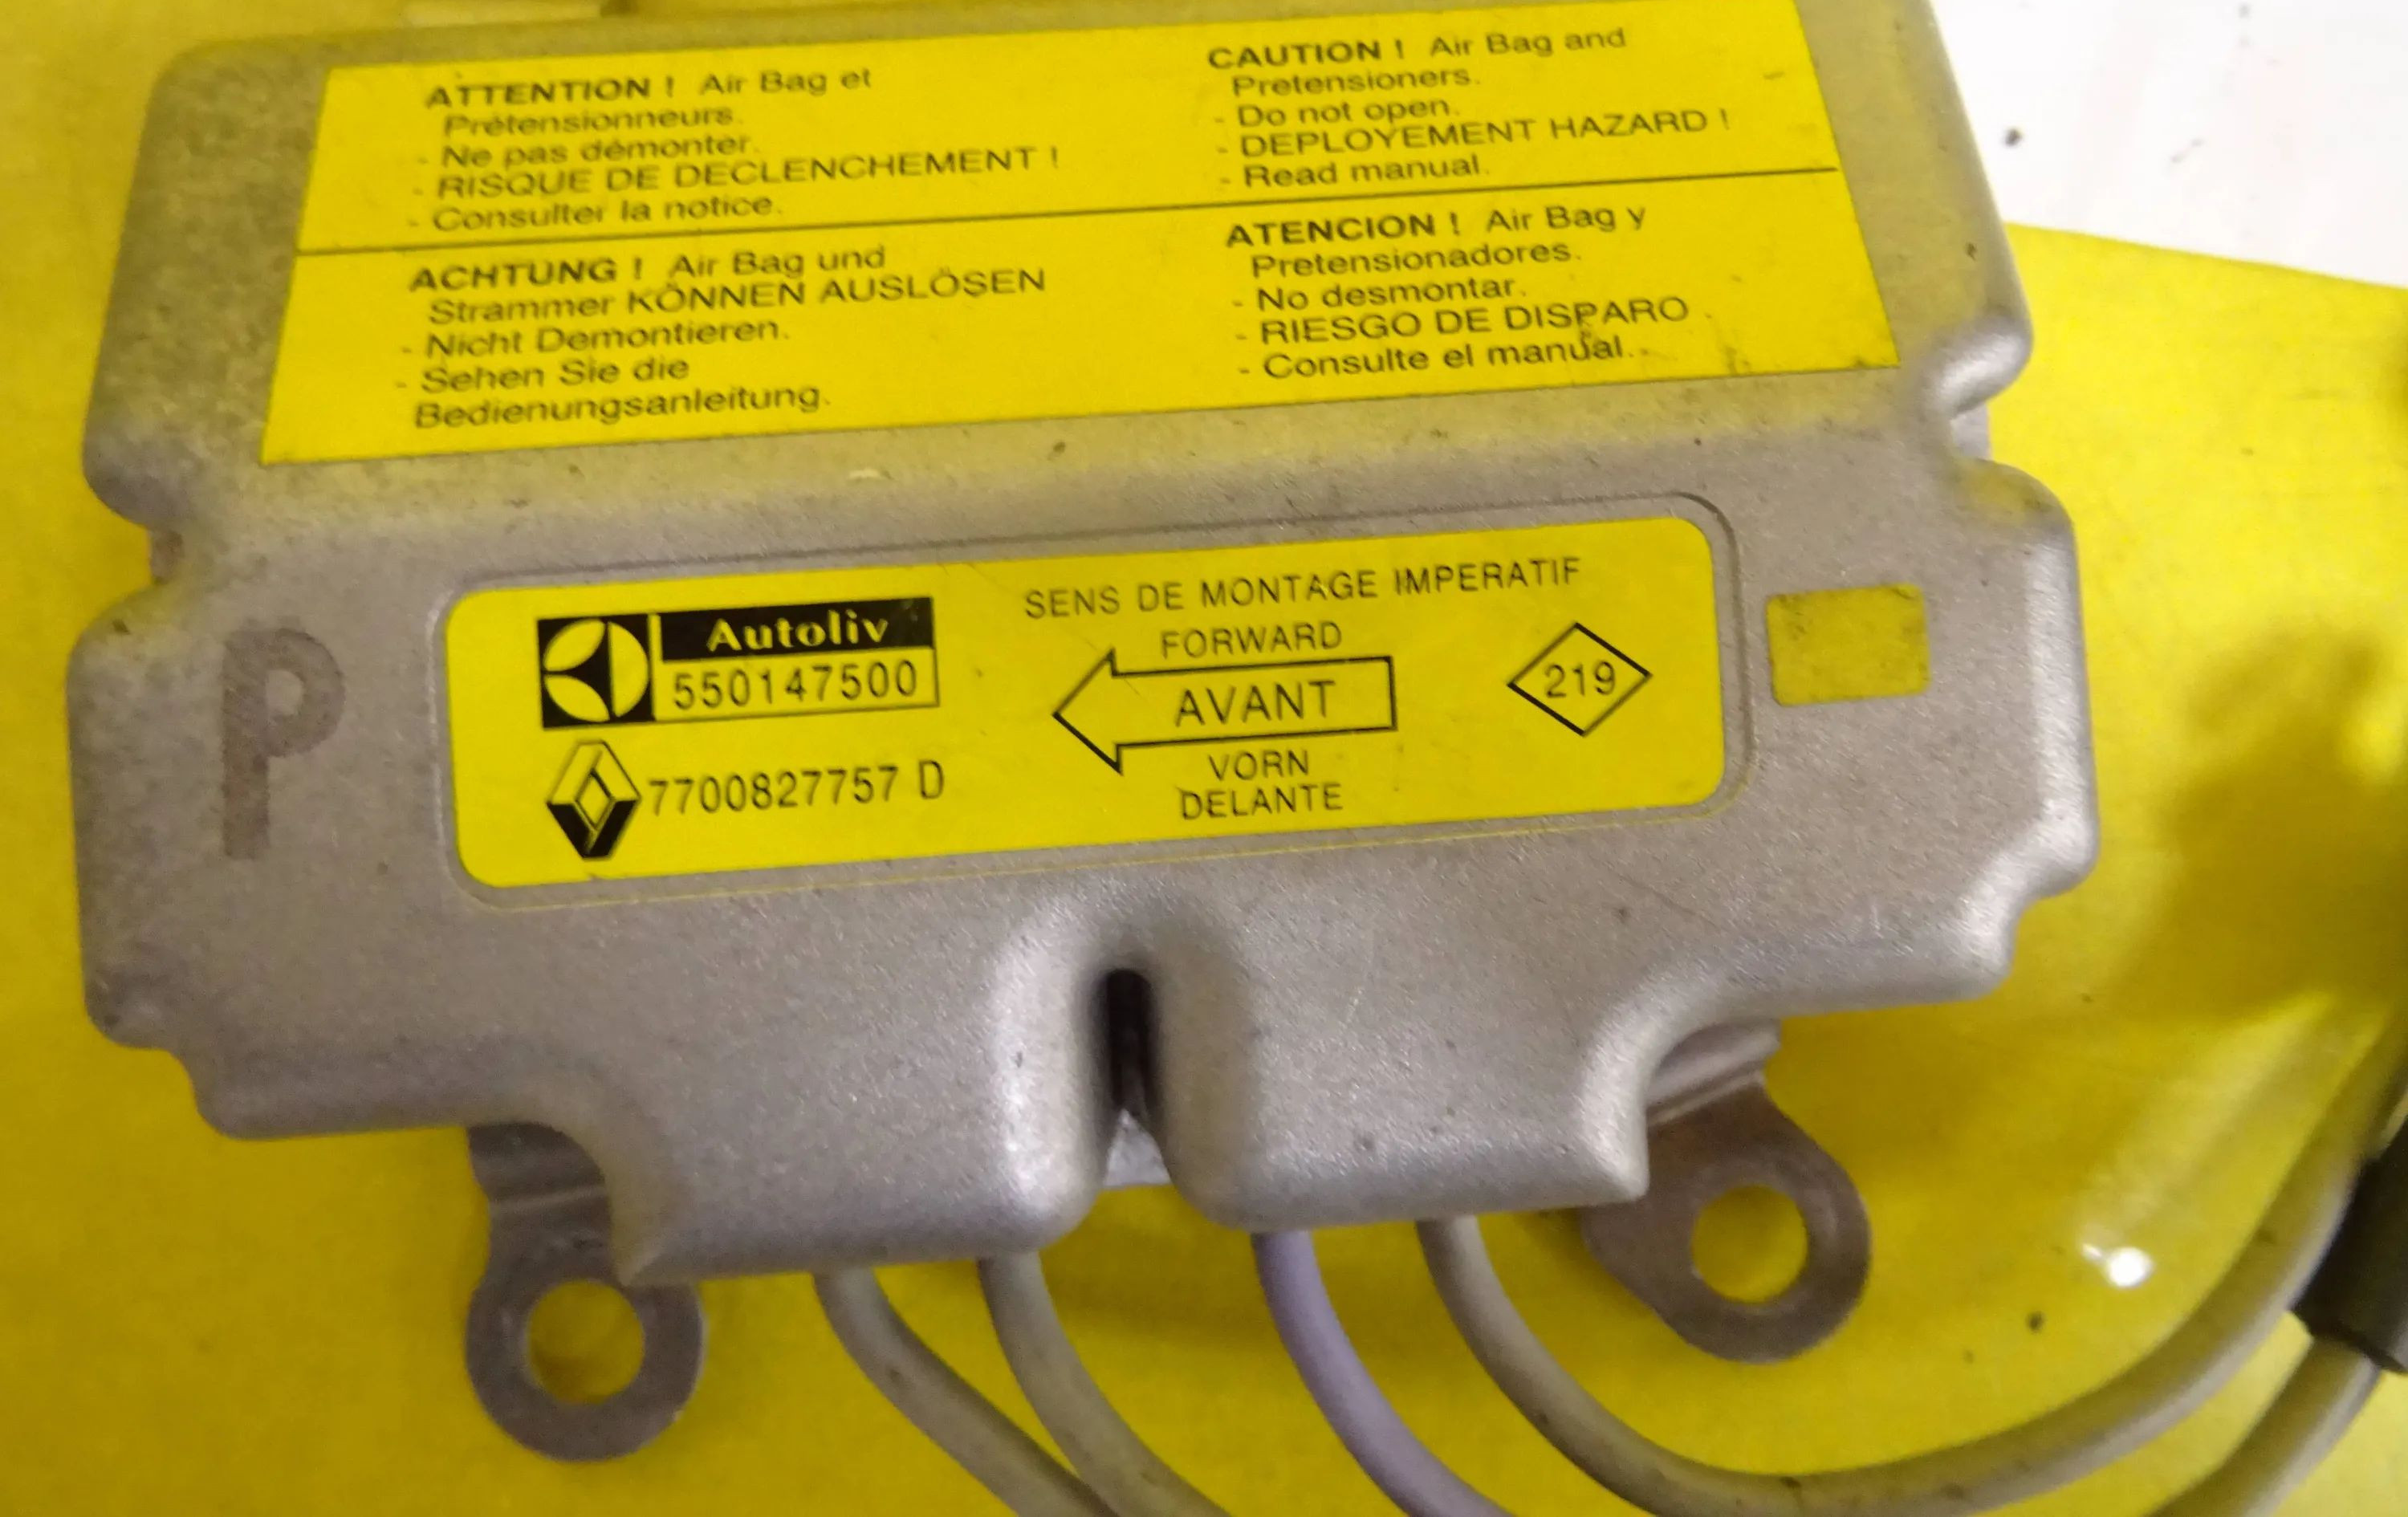 ATTENTION ! Air Bag et
Prétensionneurs.
- Ne pas démonter.
- RISQUE DE DECLENCHEMENT !
- Consulter la notice.
CAUTION ! Air Bag and
Pretensioners.
- Do not open.
- DEPLOYEMENT HAZARD !
- Read manual.
ACHTUNG ! Air Bag und
Strammer KÖNNEN AUSLÖSEN
- Nicht Demontieren.
- Sehen Sie die
Bedienungsanleitung.
ATENCION ! Air Bag y
Pretensionadores.
- No desmontar.
- RIESGO DE DISPARO
- Consulte el manual.
P
Autoliv
550147500
7700827757 D
SENS DE MONTAGE IMPERATIF
FORWARD
AVANT
VORN
DELANTE
219